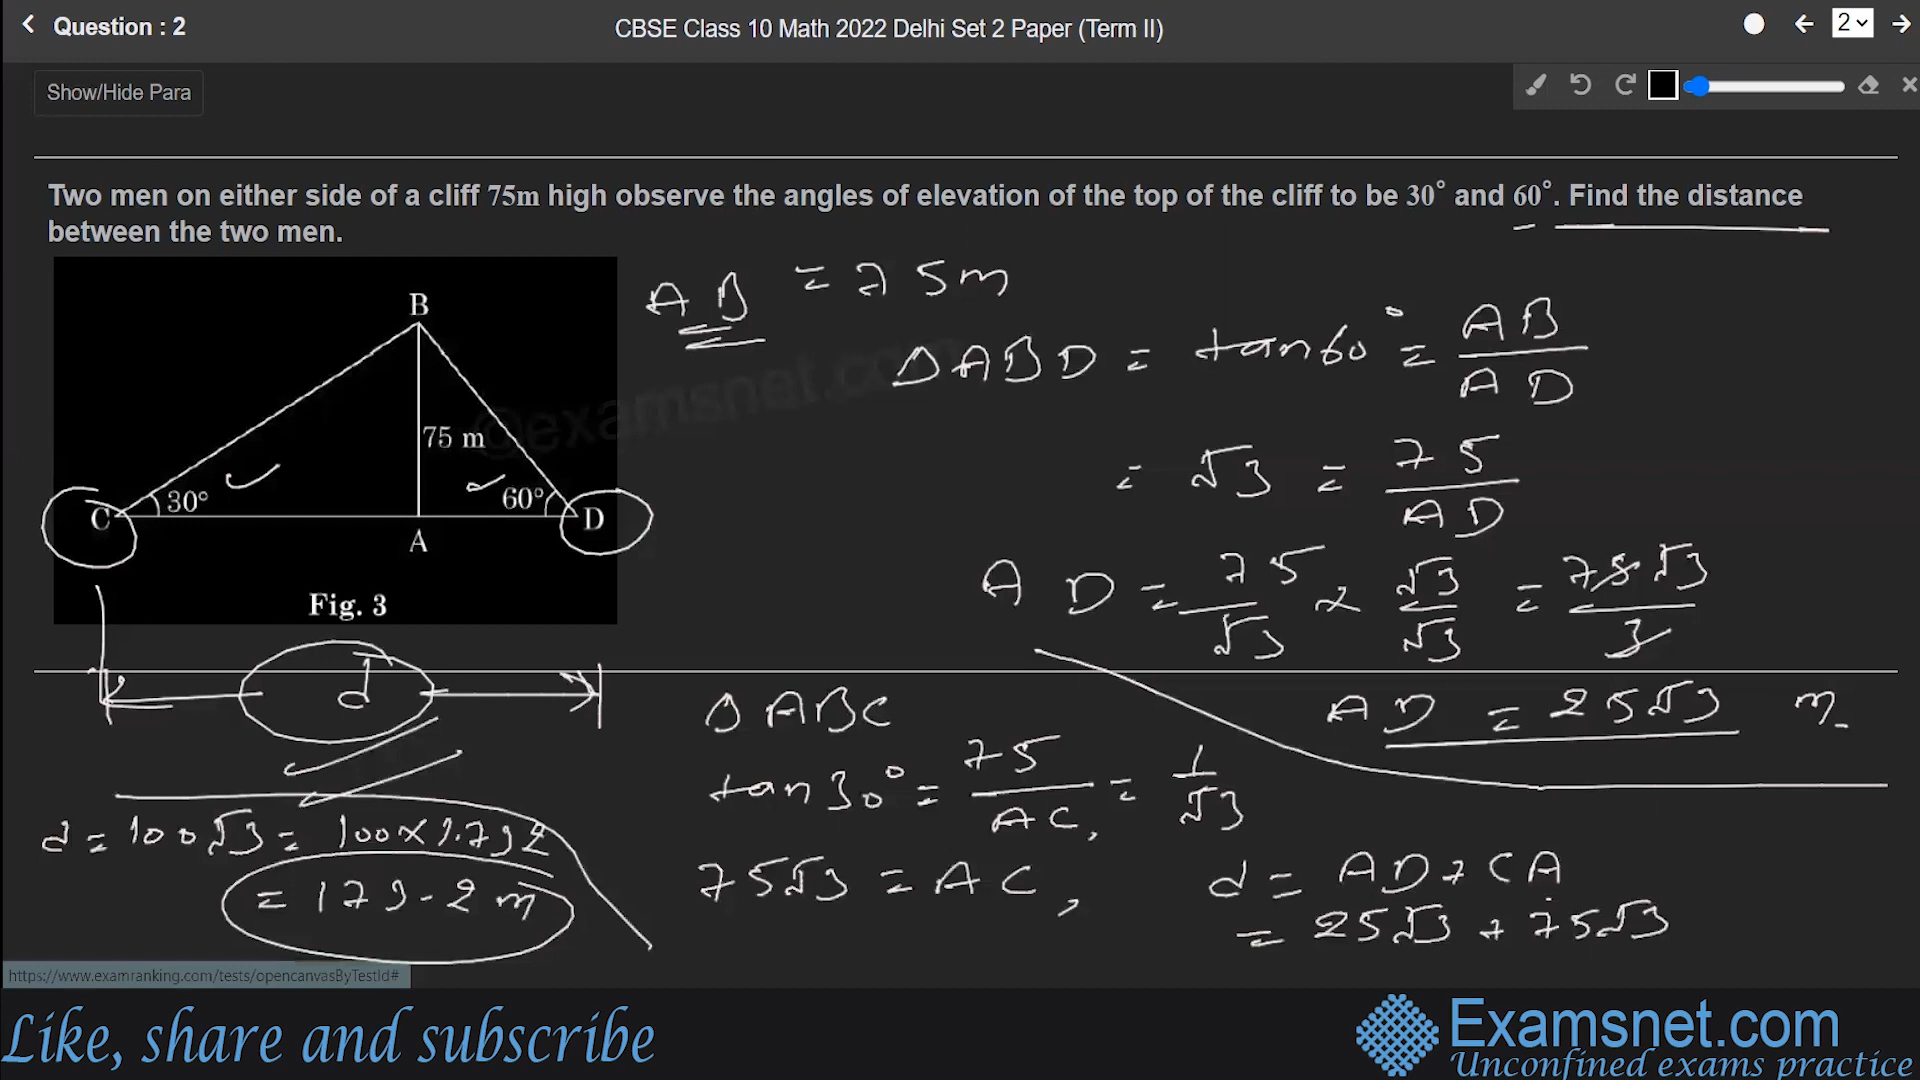 Question : 2
CBSE Class 10 Math 2022 Delhi Set 2 Paper (Term II)
2
Show/Hide Para
Two men on either side of a cliff 75m high observe the angles of elevation of the top of the cliff to be 30° and 60°. Find the distance
between the two men.
B
75 m
C
30°
60°
D
A
Fig. 3
@examsnet.com
AB = 75m
Δ ABD = tan60° = AB/AD
= √3 = 75/AD
AD = 75/√3 × √3/√3 = 75√3/3
AD = 25√3 m
d
Δ ABC
tan30° = 75/AC, = 1/√3
75√3 = AC,
d = AD + CA
= 25√3 + 75√3
d = 100√3 = 100×1.732
= 173.2 m
https://www.examranking.com/tests/opencanvasByTestId#
Like, share and subscribe
Examsnet.com
Unconfined exams practice